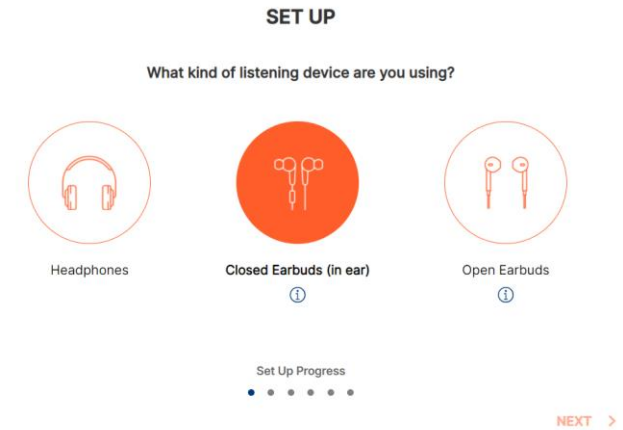 SET UP
What kind of listening device are you using?
Headphones
Closed Earbuds (in ear)
Open Earbuds
Set Up Progress
NEXT >